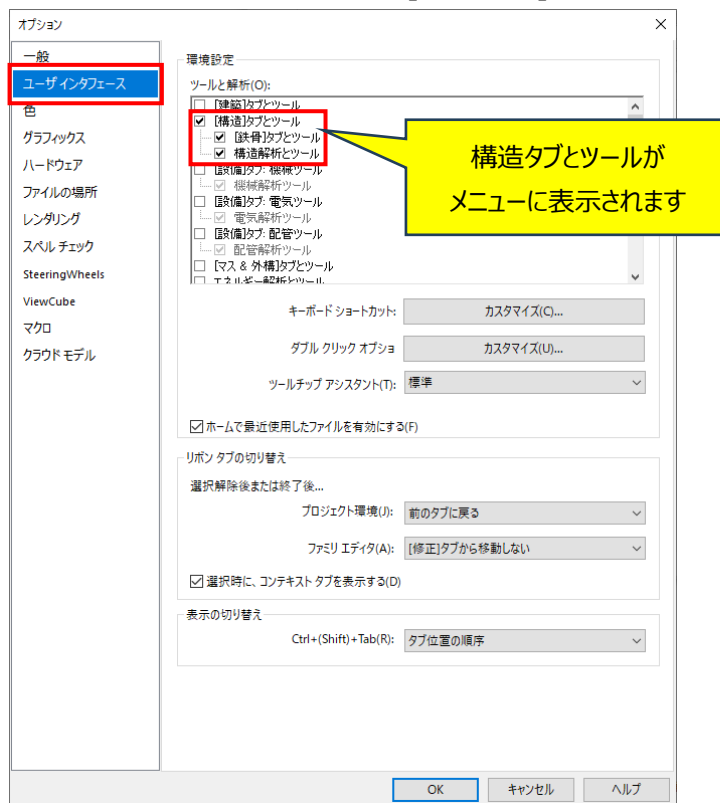 オプション
一般
ユーザ インタフェース
色
グラフィックス
ハードウェア
ファイルの場所
レンダリング
スペル チェック
SteeringWheels
ViewCube
マクロ
クラウド モデル
環境設定
ツールと解析(O):
[建築]タブとツール
[構造]タブとツール
[鉄骨]タブとツール
構造解析とツール
[設備]タブ: 機械ツール
機械解析ツール
[設備]タブ: 電気ツール
電気解析ツール
[設備]タブ: 配管ツール
配管解析ツール
[マス & 外構]タブとツール
エネルギー解析とツール
構造タブとツールが
メニューに表示されます
キーボード ショートカット: カスタマイズ(C)...
ダブル クリック オプショ カスタマイズ(U)...
ツールチップ アシスタント(T): 標準
ホームで最近使用したファイルを有効にする(F)
リボン タブの切り替え
選択解除後または終了後...
プロジェクト環境(J): 前のタブに戻る
ファミリ エディタ(A): [修正]タブから移動しない
選択時に、コンテキスト タブを表示する(D)
表示の切り替え
Ctrl+(Shift)+Tab(R): タブ位置の順序
OK キャンセル ヘルプ